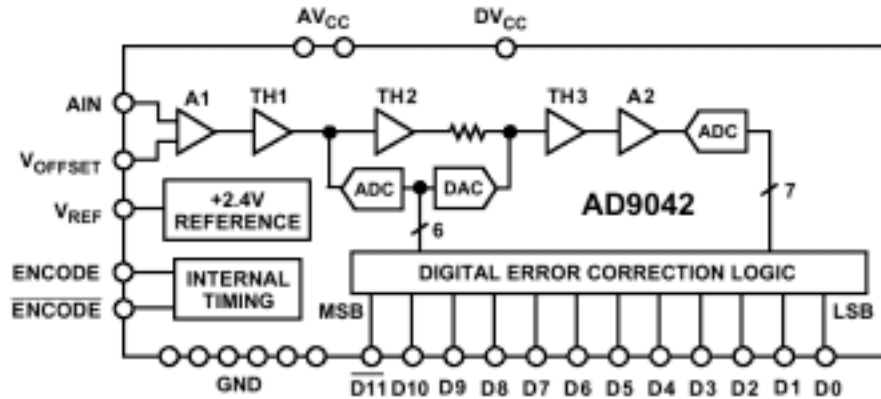 AVCC DVCC
A1 TH1 TH2 TH3 A2
AIN
ADC
VOFFSET
ADC DAC
7
+2.4V
REFERENCE
VREF
AD9042
6
ENCODE
INTERNAL
TIMING
DIGITAL ERROR CORRECTION LOGIC
ENCODE
MSB LSB
GND D11 D10 D9 D8 D7 D6 D5 D4 D3 D2 D1 D0